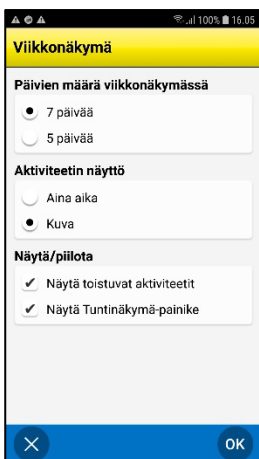 100% 16.05
Viikkonäkymä
Päivien määrä viikkonäkymässä
7 päivää
5 päivää
Aktiviteetin näyttö
Aina aika
Kuva
Näytä/piilota
Näytä toistuvat aktiviteetit
Näytä Tuntinäkymä-painike
OK